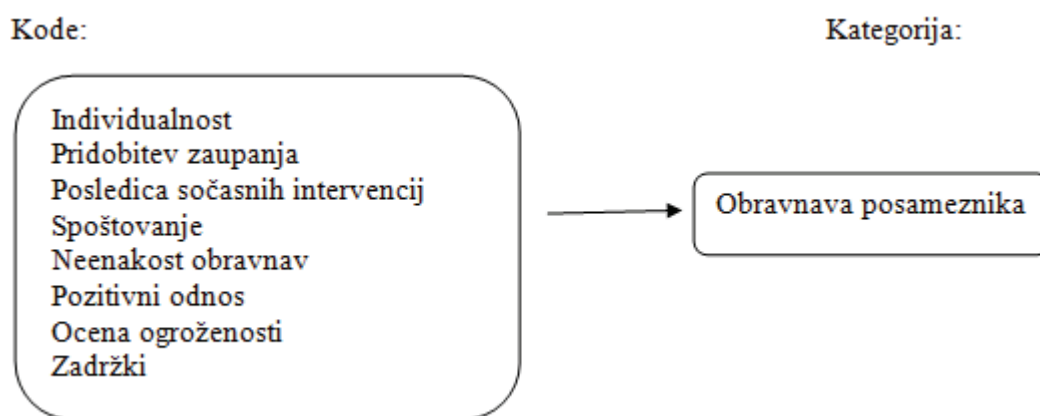 Kode:
Kategorija:
Individualnost
Pridobitev zaupanja
Posledica sočasnih intervencij
Spoštovanje
Neenakost obravnav
Pozitivni odnos
Ocena ogroženosti
Zadržki
Obravnava posameznika